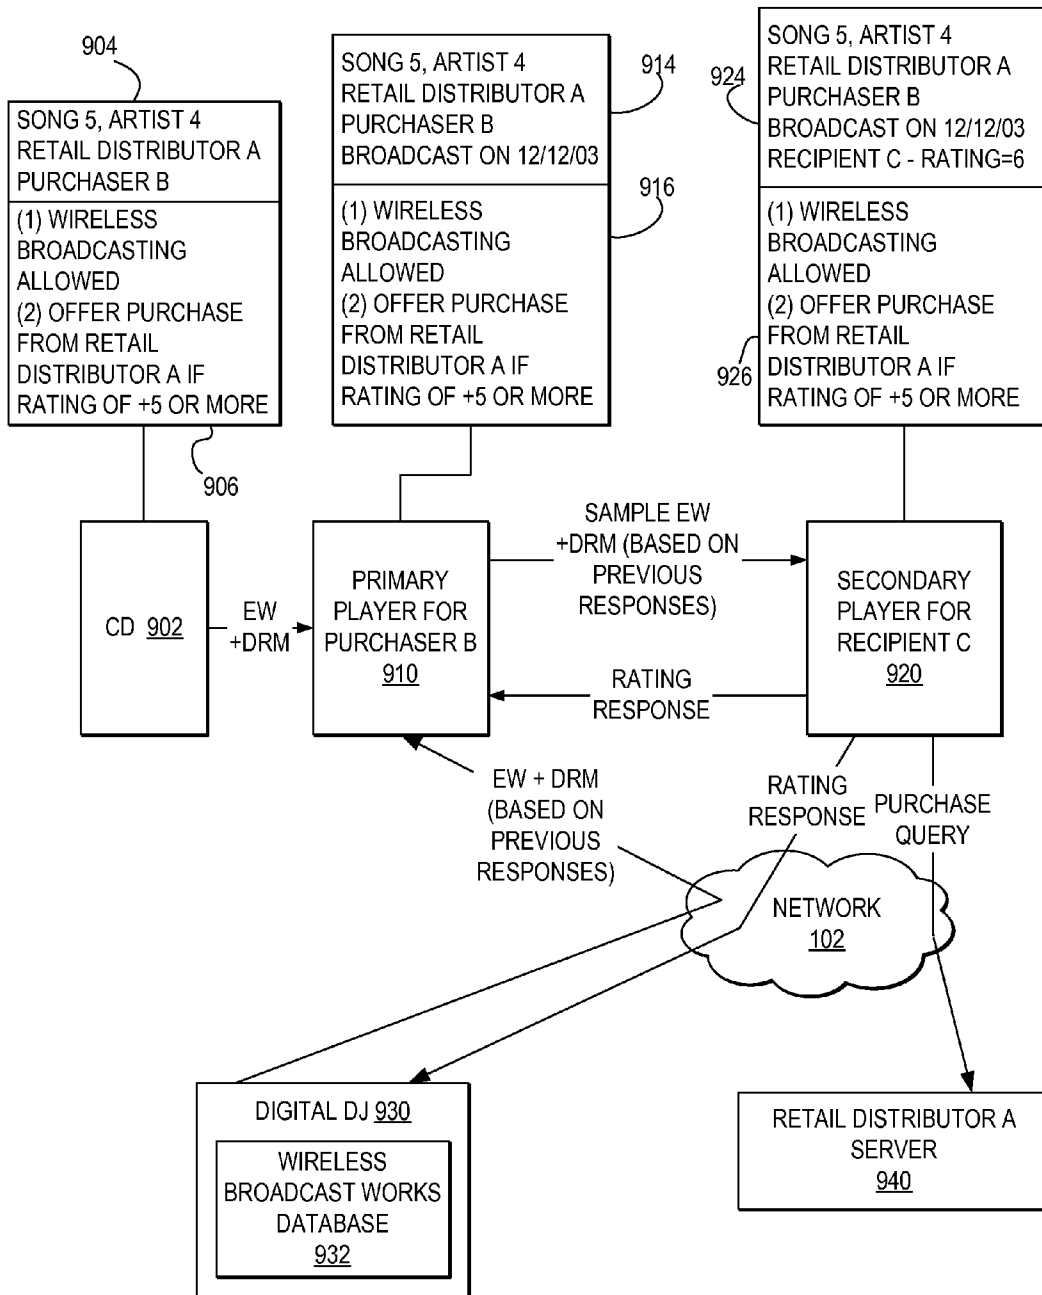 904
SONG 5, ARTIST 4
RETAIL DISTRIBUTOR A
PURCHASER B
(1) WIRELESS
BROADCASTING
ALLOWED
(2) OFFER PURCHASE
FROM RETAIL
DISTRIBUTOR A IF
RATING OF +5 OR MORE
906
SONG 5, ARTIST 4
RETAIL DISTRIBUTOR A
PURCHASER B
BROADCAST ON 12/12/03
914
(1) WIRELESS
BROADCASTING
ALLOWED
(2) OFFER PURCHASE
FROM RETAIL
DISTRIBUTOR A IF
RATING OF +5 OR MORE
916
SONG 5, ARTIST 4
RETAIL DISTRIBUTOR A
PURCHASER B
BROADCAST ON 12/12/03
RECIPIENT C - RATING=6
924
(1) WIRELESS
BROADCASTING
ALLOWED
(2) OFFER PURCHASE
FROM RETAIL
DISTRIBUTOR A IF
RATING OF +5 OR MORE
926
CD 902
EW
+DRM
PRIMARY
PLAYER FOR
PURCHASER B
910
SAMPLE EW
+DRM (BASED ON
PREVIOUS
RESPONSES)
RATING
RESPONSE
SECONDARY
PLAYER FOR
RECIPIENT C
920
EW + DRM
(BASED ON
PREVIOUS
RESPONSES)
RATING
RESPONSE
PURCHASE
QUERY
NETWORK
102
DIGITAL DJ 930
WIRELESS
BROADCAST WORKS
DATABASE
932
RETAIL DISTRIBUTOR A
SERVER
940